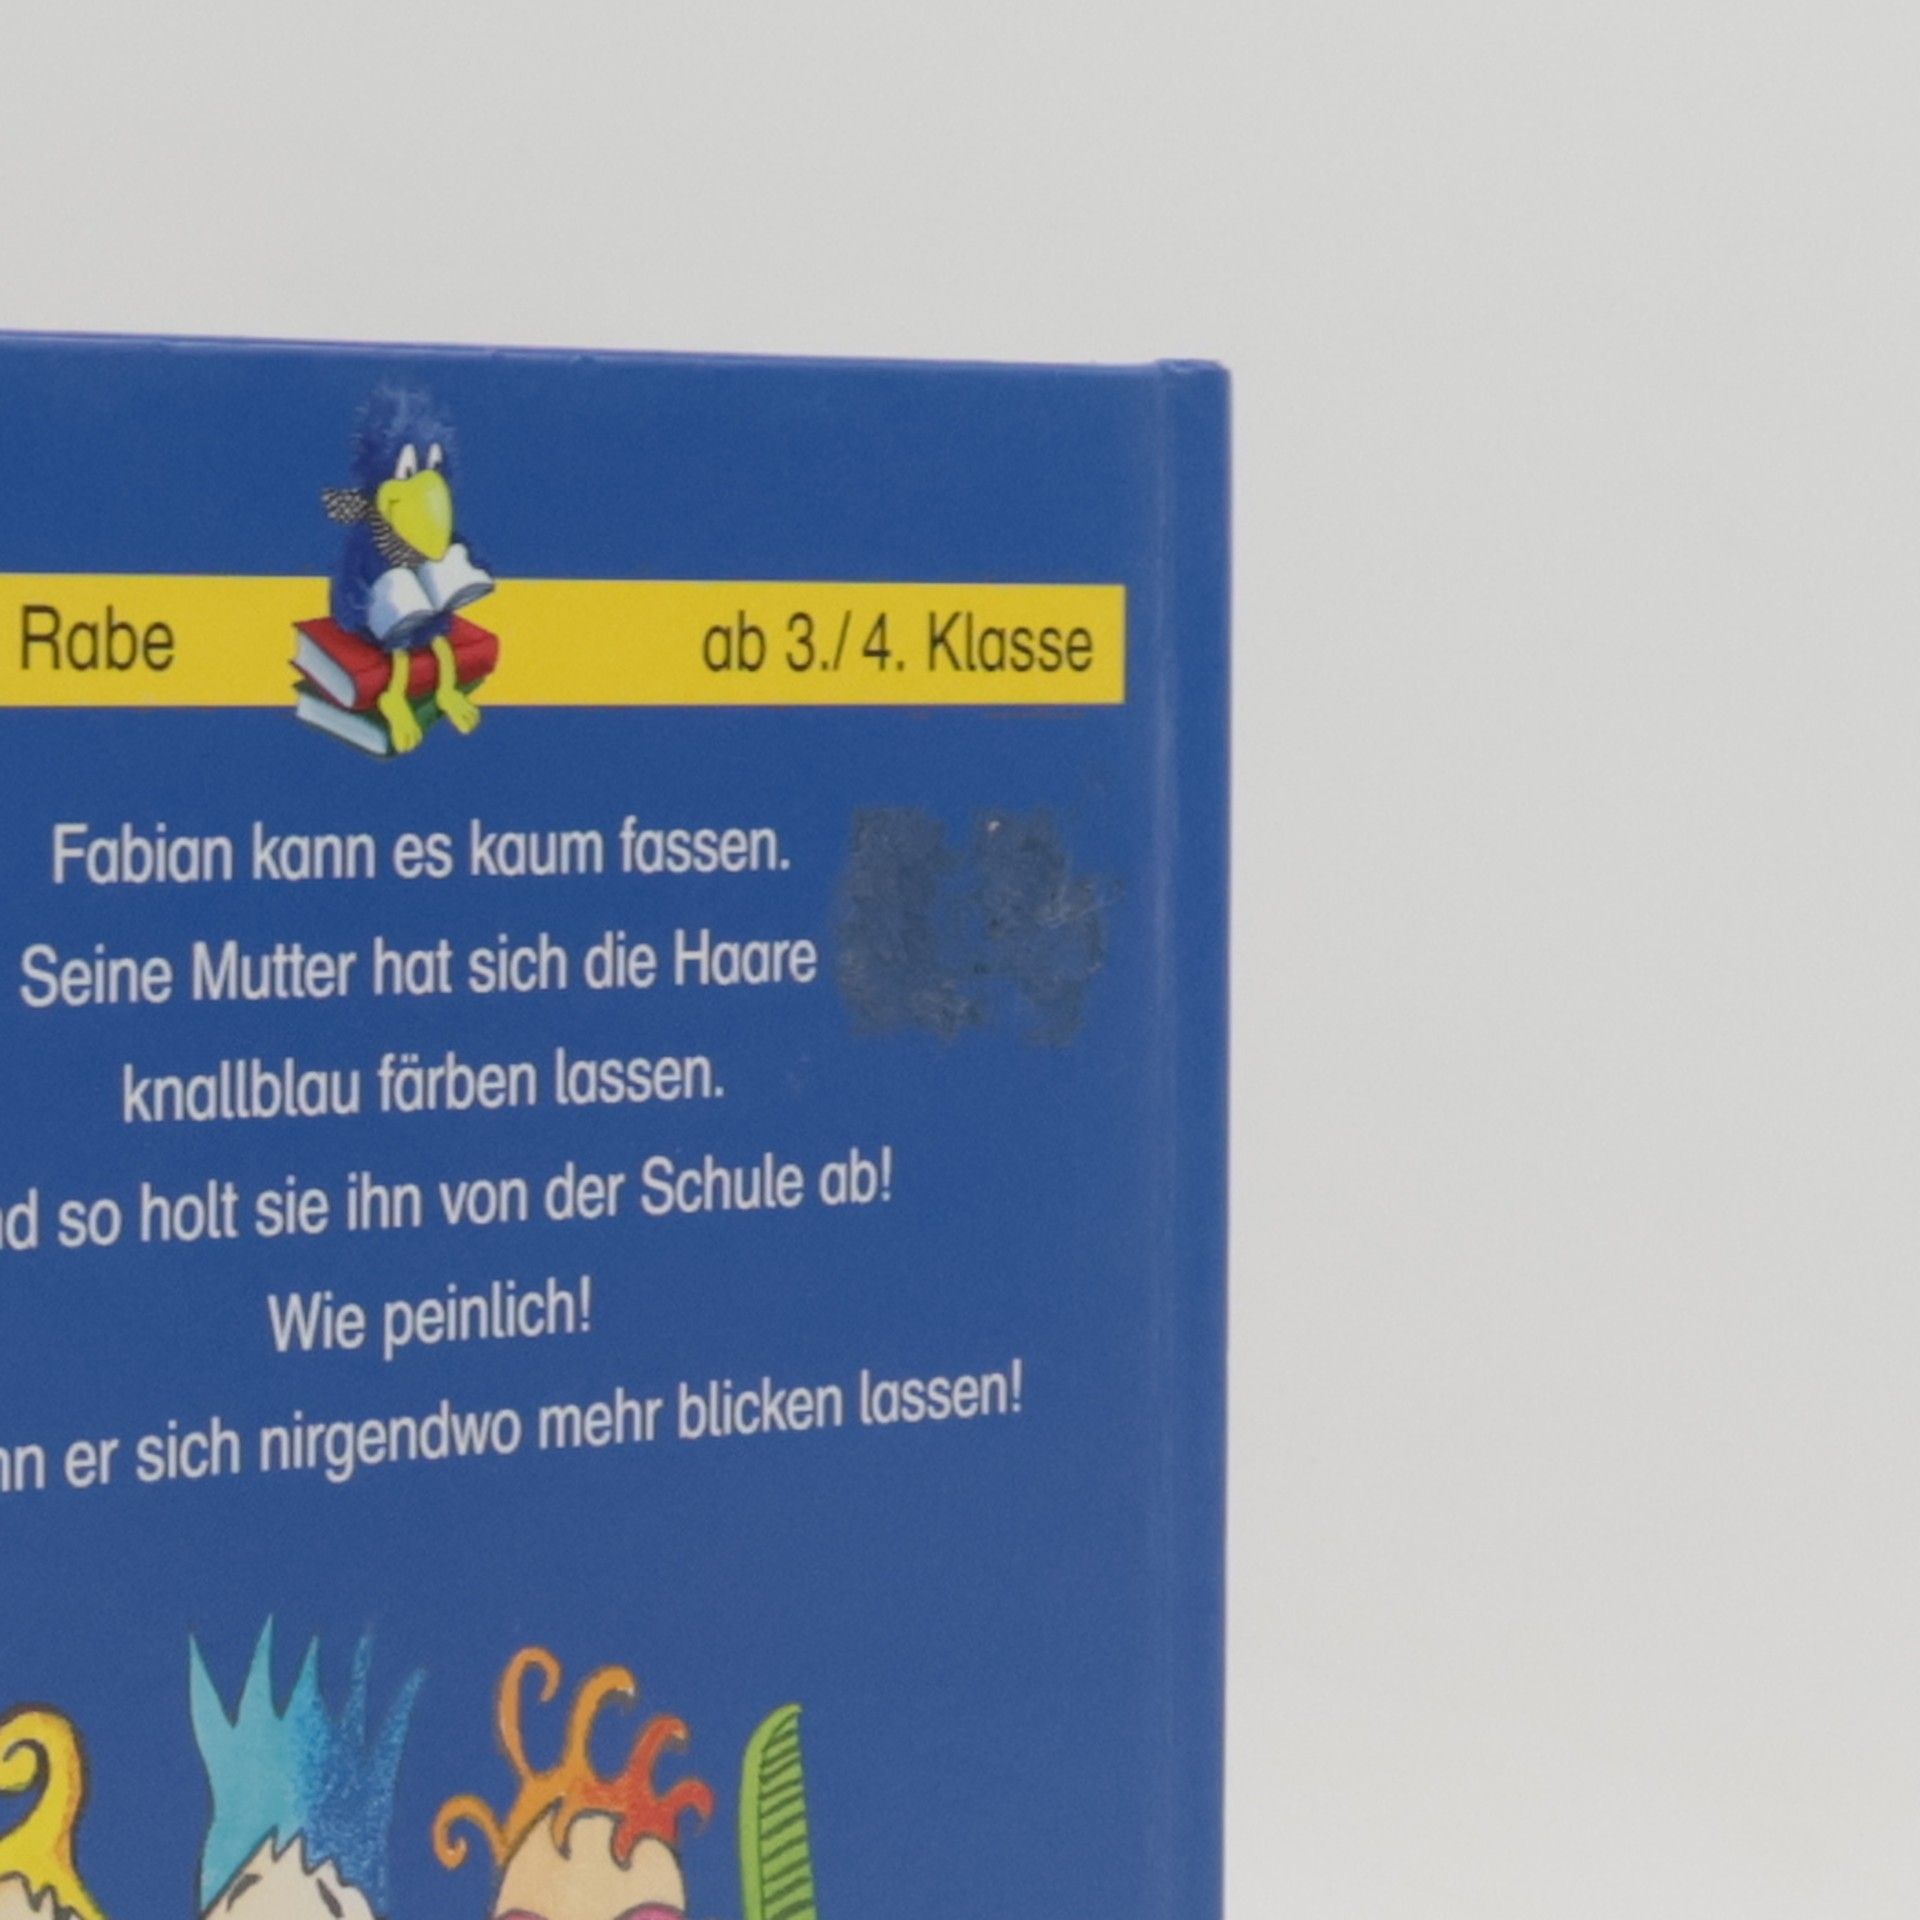 Rabe ab 3./4. Klasse
Fabian kann es kaum fassen.
Seine Mutter hat sich die Haare
knallblau färben lassen.
so holt sie ihn von der Schule ab!
Wie peinlich!
er sich nirgendwo mehr blicken lassen!